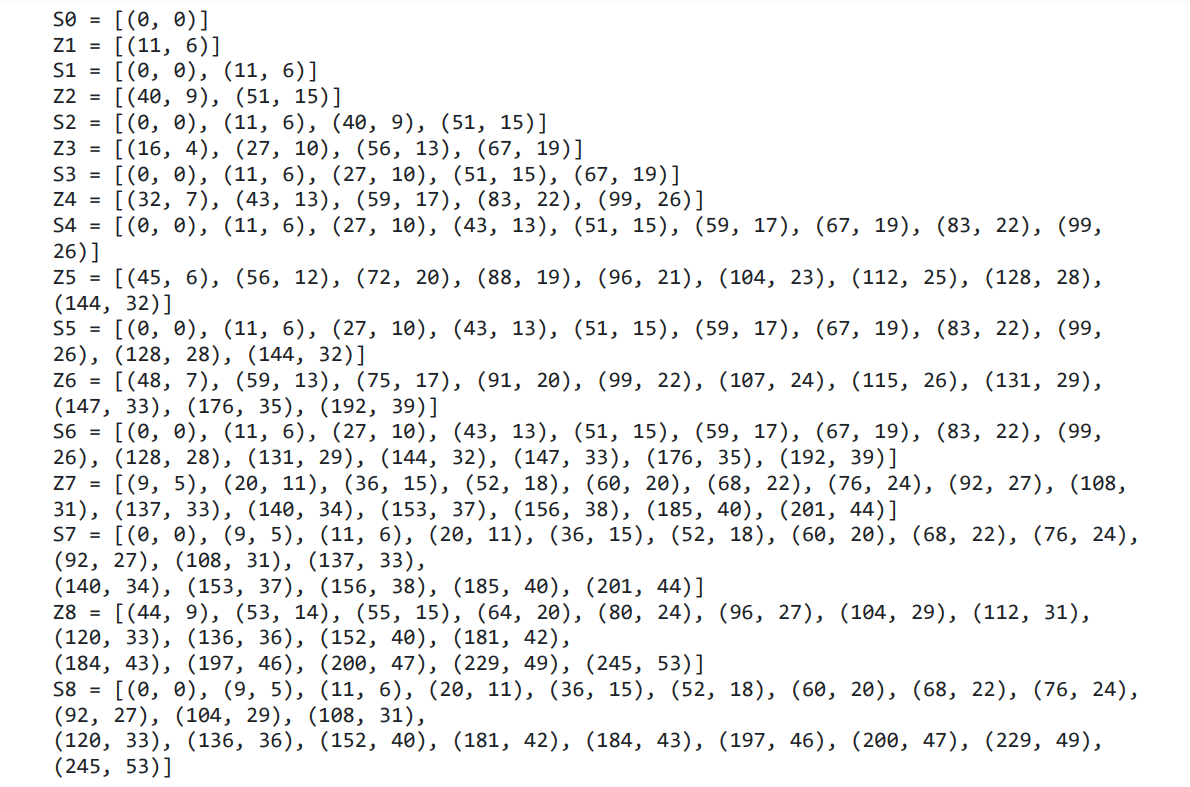 S0 = [(0, 0)]
Z1 = [(11, 6)]
S1 = [(0, 0), (11, 6)]
Z2 = [(40, 9), (51, 15)]
S2 = [(0, 0), (11, 6), (40, 9), (51, 15)]
Z3 = [(16, 4), (27, 10), (56, 13), (67, 19)]
S3 = [(0, 0), (11, 6), (27, 10), (51, 15), (67, 19)]
Z4 = [(32, 7), (43, 13), (59, 17), (83, 22), (99, 26)]
S4 = [(0, 0), (11, 6), (27, 10), (43, 13), (51, 15), (59, 17), (67, 19), (83, 22), (99,
26)]
Z5 = [(45, 6), (56, 12), (72, 20), (88, 19), (96, 21), (104, 23), (112, 25), (128, 28),
(144, 32)]
S5 = [(0, 0), (11, 6), (27, 10), (43, 13), (51, 15), (59, 17), (67, 19), (83, 22), (99,
26), (128, 28), (144, 32)]
Z6 = [(48, 7), (59, 13), (75, 17), (91, 20), (99, 22), (107, 24), (115, 26), (131, 29),
(147, 33), (176, 35), (192, 39)]
S6 = [(0, 0), (11, 6), (27, 10), (43, 13), (51, 15), (59, 17), (67, 19), (83, 22), (99,
26), (128, 28), (131, 29), (144, 32), (147, 33), (176, 35), (192, 39)]
Z7 = [(9, 5), (20, 11), (36, 15), (52, 18), (60, 20), (68, 22), (76, 24), (92, 27), (108,
31), (137, 33), (140, 34), (153, 37), (156, 38), (185, 40), (201, 44)]
S7 = [(0, 0), (9, 5), (11, 6), (20, 11), (36, 15), (52, 18), (60, 20), (68, 22), (76, 24),
(92, 27), (108, 31), (137, 33),
(140, 34), (153, 37), (156, 38), (185, 40), (201, 44)]
Z8 = [(44, 9), (53, 14), (55, 15), (64, 20), (80, 24), (96, 27), (104, 29), (112, 31),
(120, 33), (136, 36), (152, 40), (181, 42),
(184, 43), (197, 46), (200, 47), (229, 49), (245, 53)]
S8 = [(0, 0), (9, 5), (11, 6), (20, 11), (36, 15), (52, 18), (60, 20), (68, 22), (76, 24),
(92, 27), (104, 29), (108, 31),
(120, 33), (136, 36), (152, 40), (181, 42), (184, 43), (197, 46), (200, 47), (229, 49),
(245, 53)]